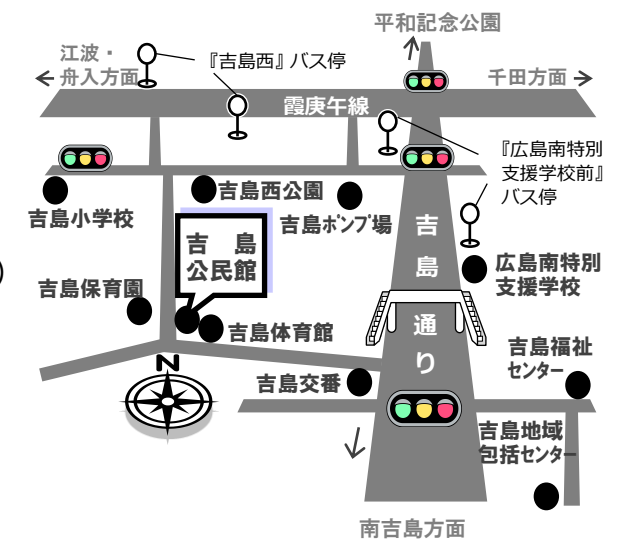 平和記念公園
江波・
舟入方面
『吉島西』バス停
千田方面
霞庚午線
『広島南特別
支援学校前』
バス停
吉島小学校
吉島西公園
吉島ポンプ場
吉島通り
吉　島
公民館
広島南特別
支援学校
吉島保育園
吉島体育館
吉島福祉
センター
吉島交番
N
吉島地域
包括センター
南吉島方面